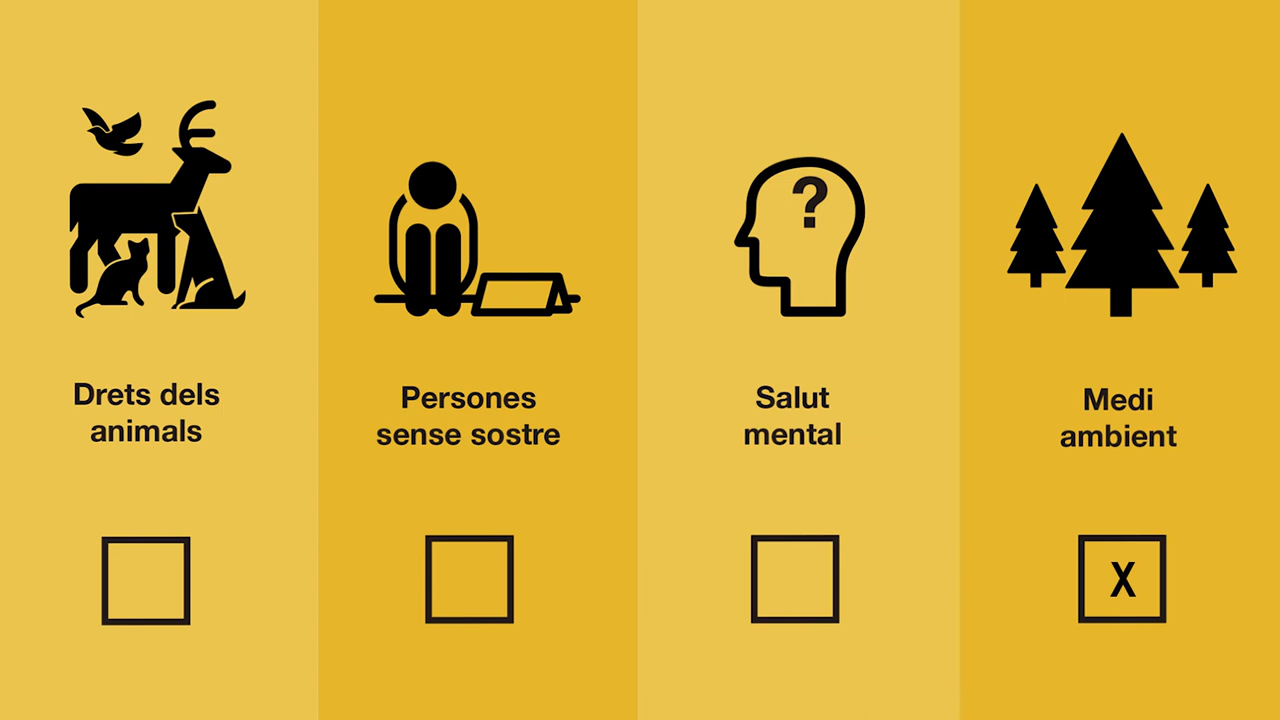 ?
Drets dels
animals
Persones
sense sostre
Salut
mental
Medi
ambient
X